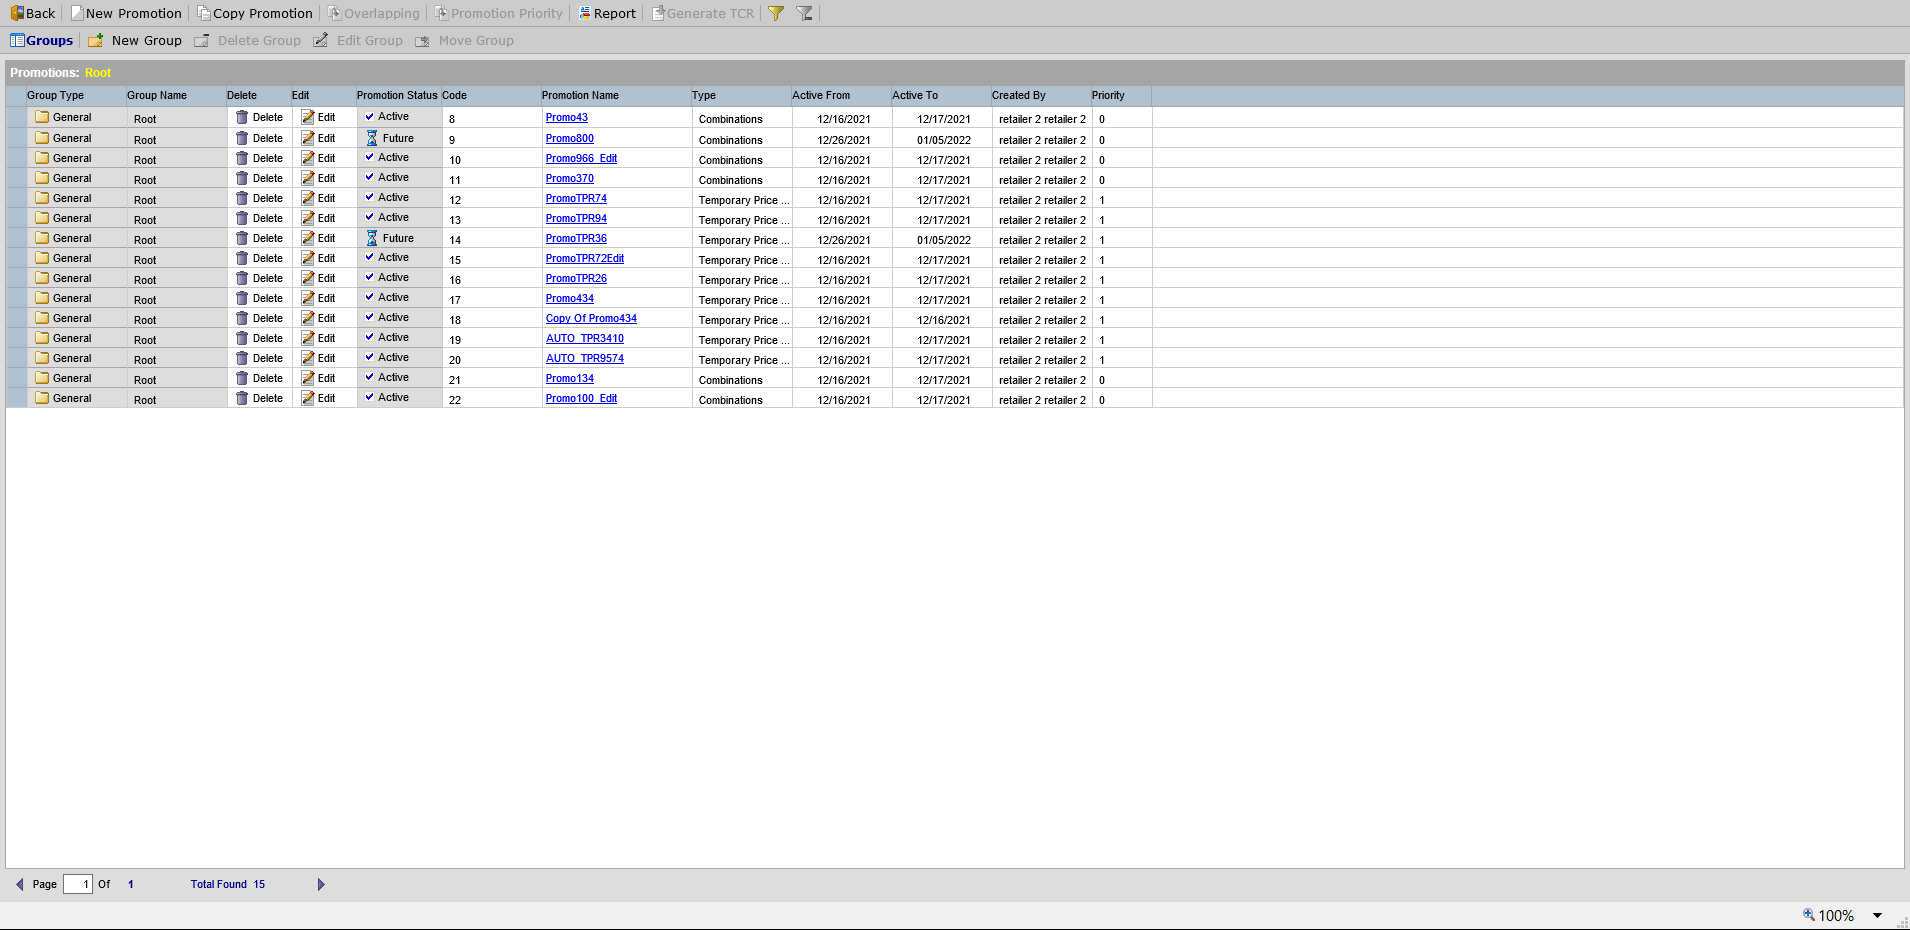 Back New Promotion Copy Promotion Overlapping Promotion Priority Report Generate TCR
Groups New Group Delete Group Edit Group Move Group
Promotions: Root
Group Type Group Name Delete Edit Promotion Status Code Promotion Name Type Active From Active To Created By Priority
General Root Delete Edit Active 8 Promo43 Combinations 12/16/2021 12/17/2021 retailer 2 retailer 2 0
General Root Delete Edit Future 9 Promo800 Combinations 12/26/2021 01/05/2022 retailer 2 retailer 2 0
General Root Delete Edit Active 10 Promo966_Edit Combinations 12/16/2021 12/17/2021 retailer 2 retailer 2 0
General Root Delete Edit Active 11 Promo370 Combinations 12/16/2021 12/17/2021 retailer 2 retailer 2 0
General Root Delete Edit Active 12 PromoTPR74 Temporary Price ... 12/16/2021 12/17/2021 retailer 2 retailer 2 1
General Root Delete Edit Active 13 PromoTPR94 Temporary Price ... 12/16/2021 12/17/2021 retailer 2 retailer 2 1
General Root Delete Edit Future 14 PromoTPR36 Temporary Price ... 12/26/2021 01/05/2022 retailer 2 retailer 2 1
General Root Delete Edit Active 15 PromoTPR72Edit Temporary Price ... 12/16/2021 12/17/2021 retailer 2 retailer 2 1
General Root Delete Edit Active 16 PromoTPR26 Temporary Price ... 12/16/2021 12/17/2021 retailer 2 retailer 2 1
General Root Delete Edit Active 17 Promo434 Temporary Price ... 12/16/2021 12/17/2021 retailer 2 retailer 2 1
General Root Delete Edit Active 18 Copy Of Promo434 Temporary Price ... 12/16/2021 12/16/2021 retailer 2 retailer 2 1
General Root Delete Edit Active 19 AUTO_TPR3410 Temporary Price ... 12/16/2021 12/17/2021 retailer 2 retailer 2 1
General Root Delete Edit Active 20 AUTO_TPR9574 Temporary Price ... 12/16/2021 12/17/2021 retailer 2 retailer 2 1
General Root Delete Edit Active 21 Promo134 Combinations 12/16/2021 12/17/2021 retailer 2 retailer 2 0
General Root Delete Edit Active 22 Promo100_Edit Combinations 12/16/2021 12/17/2021 retailer 2 retailer 2 0
Page 1 Of 1 Total Found 15
100%